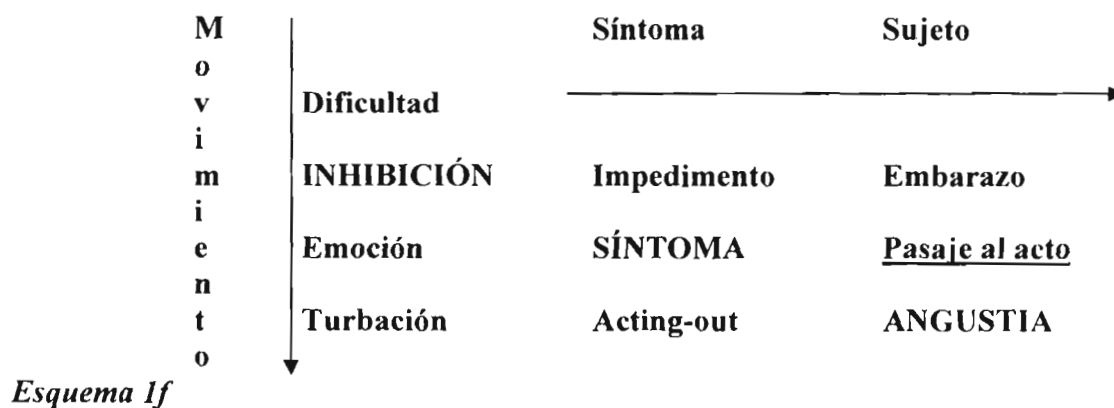 M
o
v
i
m
i
e
n
t
o
Síntoma Sujeto
Dificultad
INHIBICIÓN Impedimento Embarazo
Emoción SÍNTOMA Pasaje al acto
Turbación Acting-out ANGUSTIA
Esquema 1f